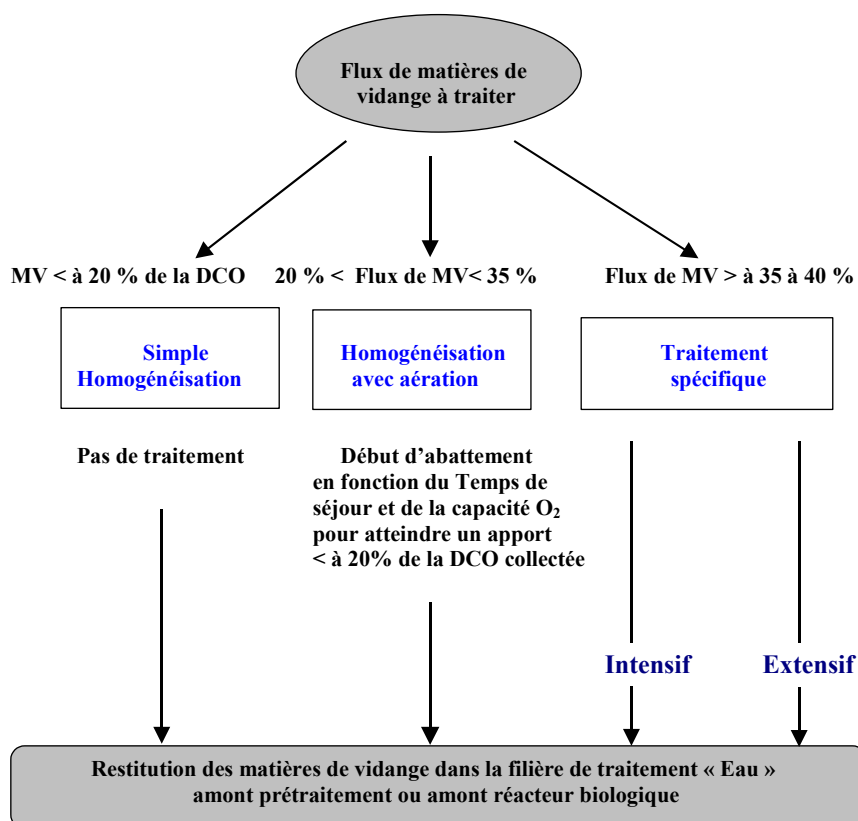 Flux de matières de
vidange à traiter
MV < à 20 % de la DCO
20 % < Flux de MV< 35 %
Flux de MV > à 35 à 40 %
Simple
Homogénéisation
Homogénéisation
avec aération
Traitement
spécifique
Pas de traitement
Début d’abattement
en fonction du Temps de
séjour et de la capacité O₂
pour atteindre un apport
< à 20% de la DCO collectée
Intensif
Extensif
Restitution des matières de vidange dans la filière de traitement « Eau »
amont prétraitement ou amont réacteur biologique